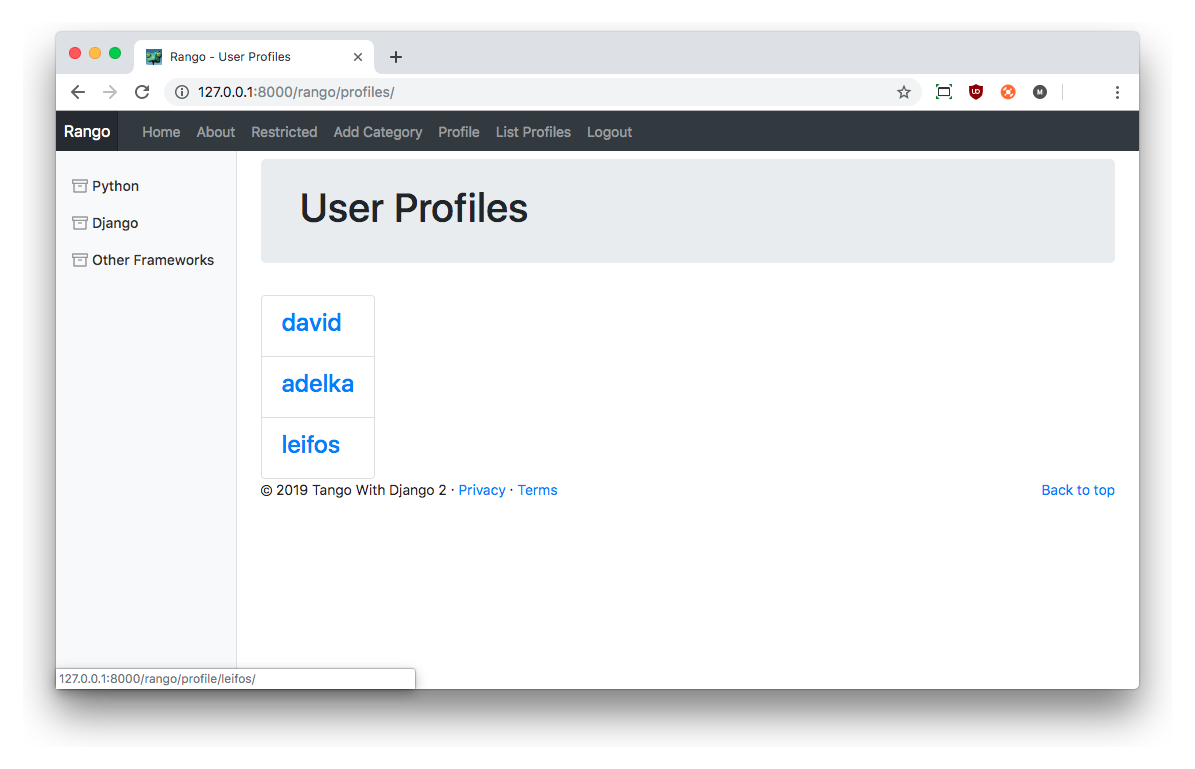 Rango - User Profiles
127.0.0.1:8000/rango/profiles/
UD
M
Rango Home About Restricted Add Category Profile List Profiles Logout
Python
Django
Other Frameworks
User Profiles
david
adelka
leifos
© 2019 Tango With Django 2 · Privacy · Terms Back to top
127.0.0.1:8000/rango/profile/leifos/